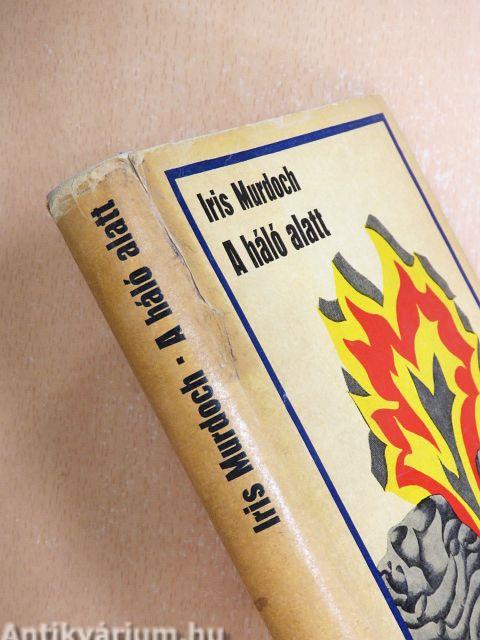 Iris Murdoch
A háló alatt
Iris Murdoch - A háló alatt
Antikvárium.hu